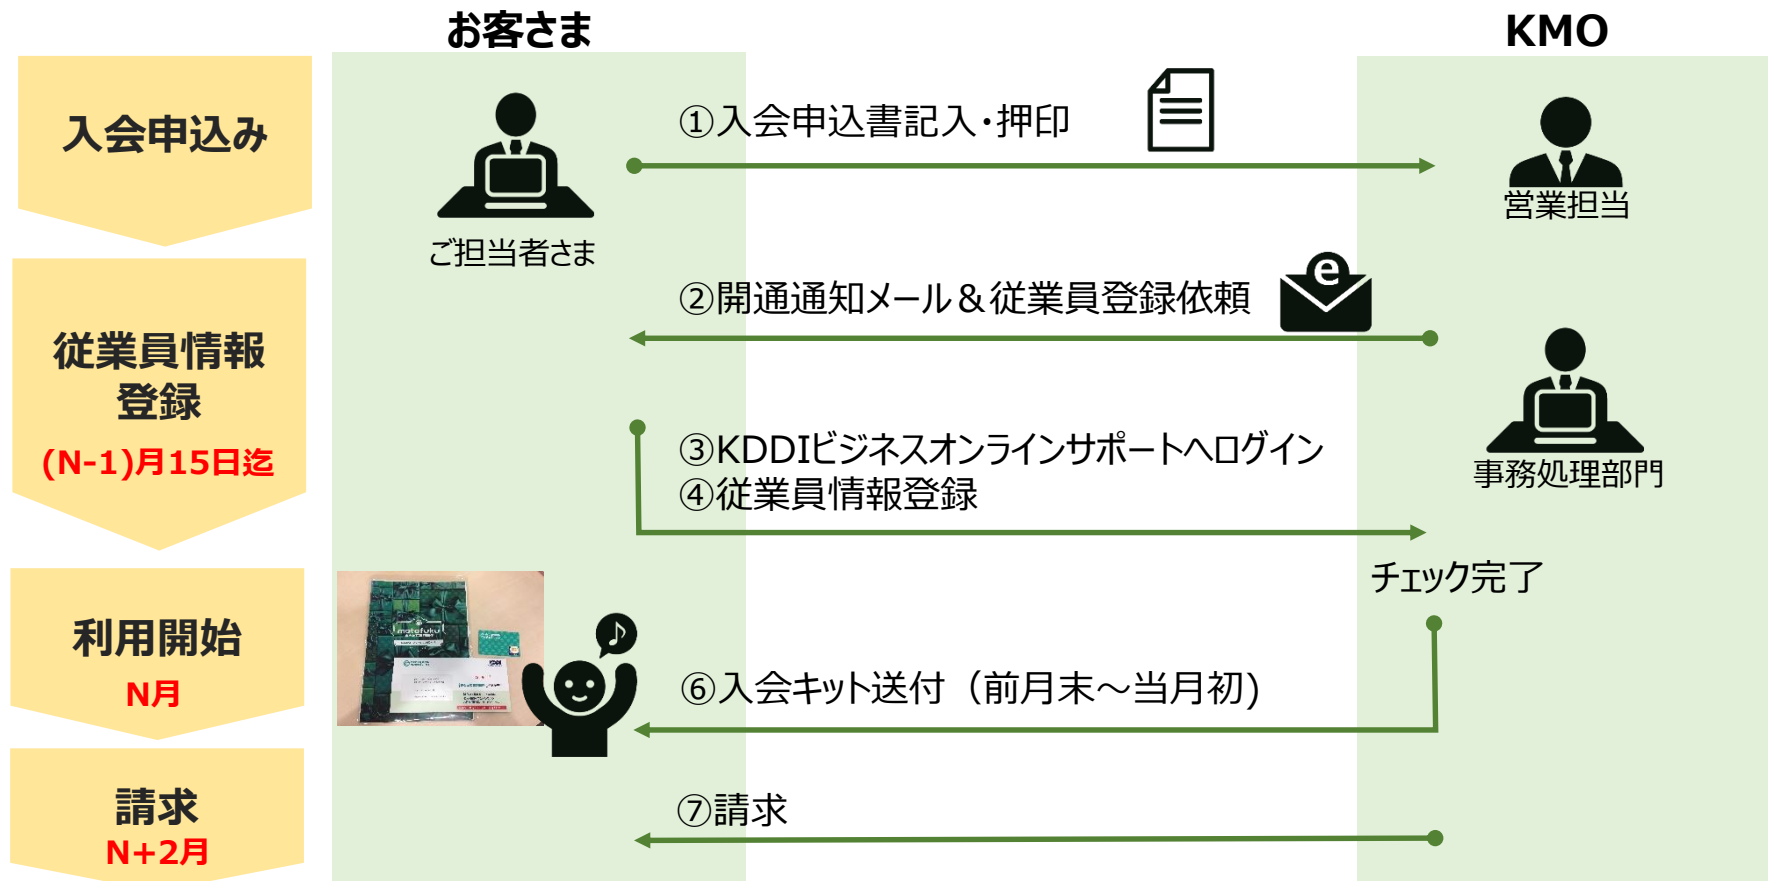 お客さま
KMO
入会申込み
①入会申込書記入・押印
営業担当
ご担当者さま
②開通通知メール＆従業員登録依頼
e
従業員情報
登録
(N-1)月15日迄
③KDDIビジネスオンラインサポートへログイン
④従業員情報登録
事務処理部門
チェック完了
利用開始
N月
motofuku
⑥入会キット送付（前月末～当月初)
請求
N+2月
⑦請求